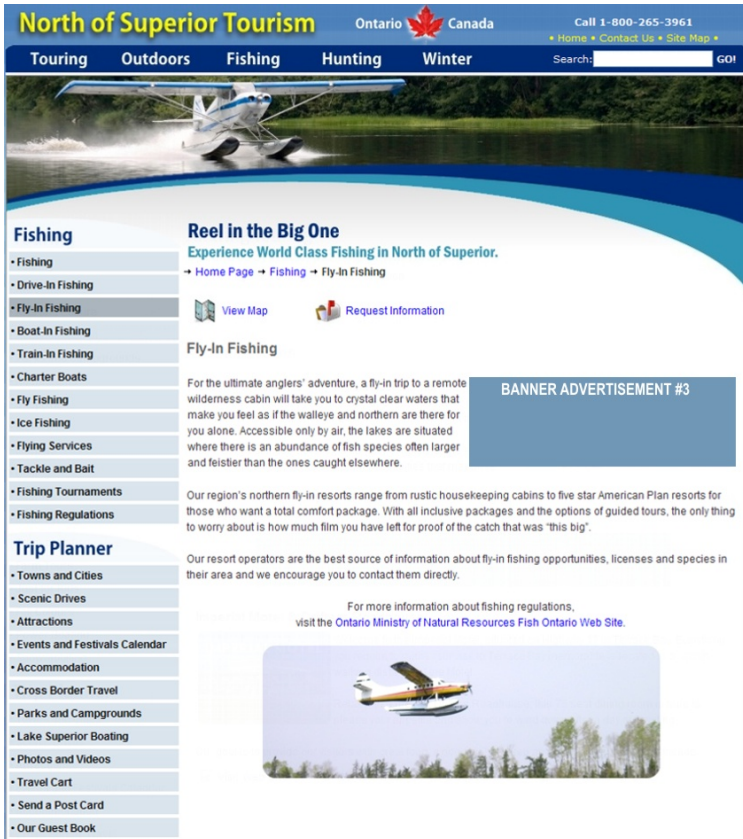 North of Superior Tourism
Ontario Canada
Call 1-800-265-3961
• Home • Contact Us • Site Map •
Touring Outdoors Fishing Hunting Winter
Search: GO!
Fishing
• Fishing
• Drive-In Fishing
• Fly-In Fishing
• Boat-In Fishing
• Train-In Fishing
• Charter Boats
• Fly Fishing
• Ice Fishing
• Flying Services
• Tackle and Bait
• Fishing Tournaments
• Fishing Regulations
Trip Planner
• Towns and Cities
• Scenic Drives
• Attractions
• Events and Festivals Calendar
• Accommodation
• Cross Border Travel
• Parks and Campgrounds
• Lake Superior Boating
• Photos and Videos
• Travel Cart
• Send a Post Card
• Our Guest Book
Reel in the Big One
Experience World Class Fishing in North of Superior.
→ Home Page → Fishing → Fly-In Fishing
View Map Request Information
Fly-In Fishing
For the ultimate anglers' adventure, a fly-in trip to a remote
wilderness cabin will take you to crystal clear waters that
make you feel as if the walleye and northern are there for
you alone. Accessible only by air, the lakes are situated
where there is an abundance of fish species often larger
and feistier than the ones caught elsewhere.
BANNER ADVERTISEMENT #3
Our region's northern fly-in resorts range from rustic housekeeping cabins to five star American Plan resorts for
those who want a total comfort package. With all inclusive packages and the options of guided tours, the only thing
to worry about is how much film you have left for proof of the catch that was "this big".
Our resort operators are the best source of information about fly-in fishing opportunities, licenses and species in
their area and we encourage you to contact them directly.
For more information about fishing regulations,
visit the Ontario Ministry of Natural Resources Fish Ontario Web Site.